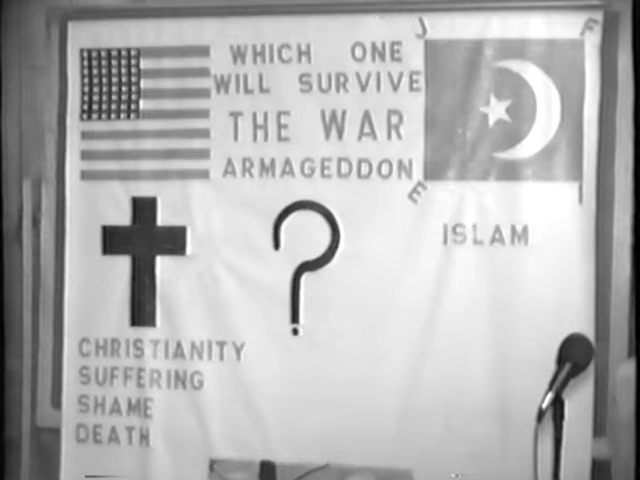 WHICH ONE
WILL SURVIVE
THE WAR
ARMAGEDDON
J
F
E
ISLAM
?
CHRISTIANITY
SUFFERING
SHAME
DEATH